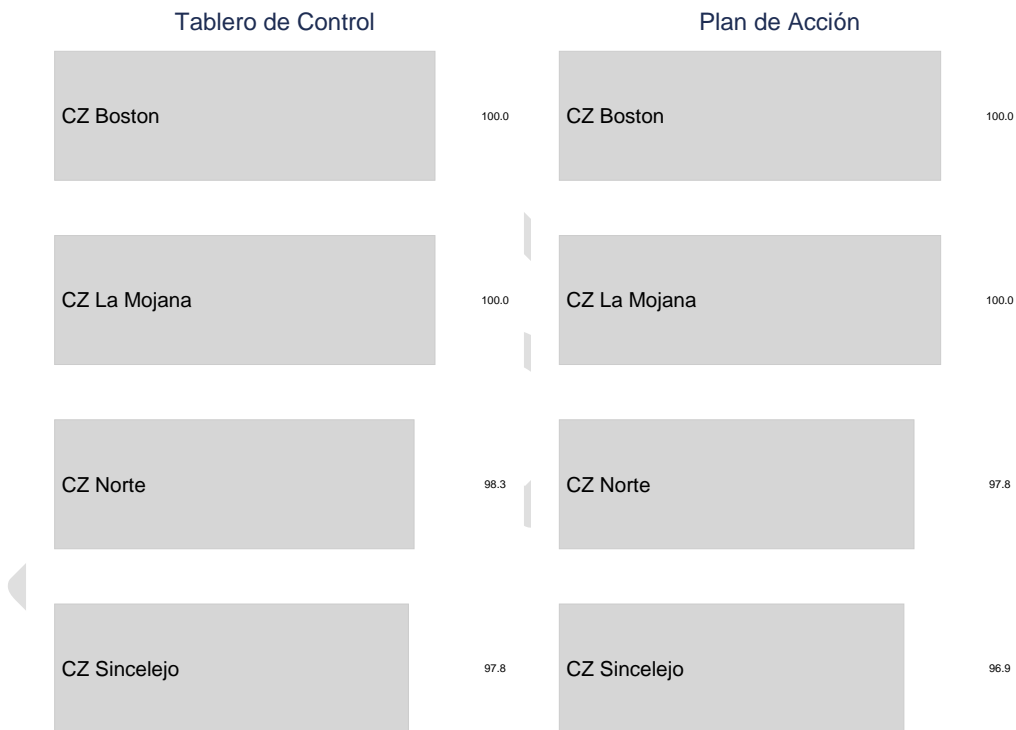 Tablero de Control
CZ Boston 100.0
CZ La Mojana 100.0
CZ Norte 98.3
CZ Sincelejo 97.8
Plan de Acción
CZ Boston 100.0
CZ La Mojana 100.0
CZ Norte 97.8
CZ Sincelejo 96.9